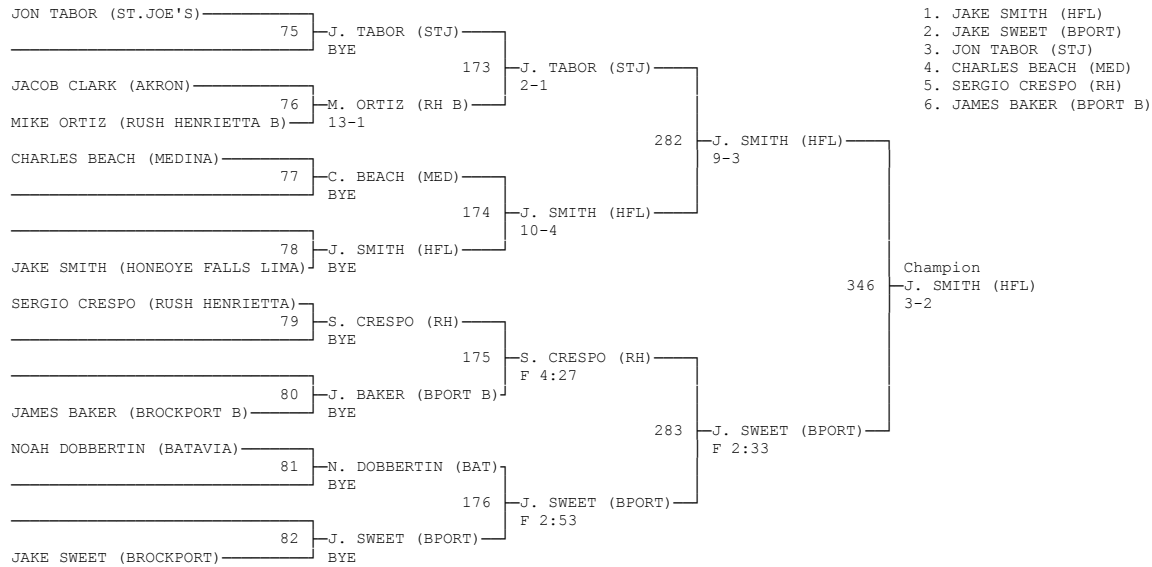 JON TABOR (ST.JOE'S)
1. JAKE SMITH (HFL)
75 J. TABOR (STJ)
2. JAKE SWEET (BPORT)
BYE
3. JON TABOR (STJ)
173 J. TABOR (STJ)
4. CHARLES BEACH (MED)
JACOB CLARK (AKRON)
2-1
5. SERGIO CRESPO (RH)
76 M. ORTIZ (RH B)
6. JAMES BAKER (BPORT B)
MIKE ORTIZ (RUSH HENRIETTA B)
13-1
282 J. SMITH (HFL)
CHARLES BEACH (MEDINA)
9-3
77 C. BEACH (MED)
BYE
174 J. SMITH (HFL)
10-4
78 J. SMITH (HFL)
JAKE SMITH (HONEOYE FALLS LIMA)
BYE
Champion
346 J. SMITH (HFL)
SERGIO CRESPO (RUSH HENRIETTA)
3-2
79 S. CRESPO (RH)
BYE
175 S. CRESPO (RH)
F 4:27
80 J. BAKER (BPORT B)
JAMES BAKER (BROCKPORT B)
BYE
283 J. SWEET (BPORT)
NOAH DOBBERTIN (BATAVIA)
F 2:33
81 N. DOBBERTIN (BAT)
BYE
176 J. SWEET (BPORT)
F 2:53
82 J. SWEET (BPORT)
JAKE SWEET (BROCKPORT)
BYE